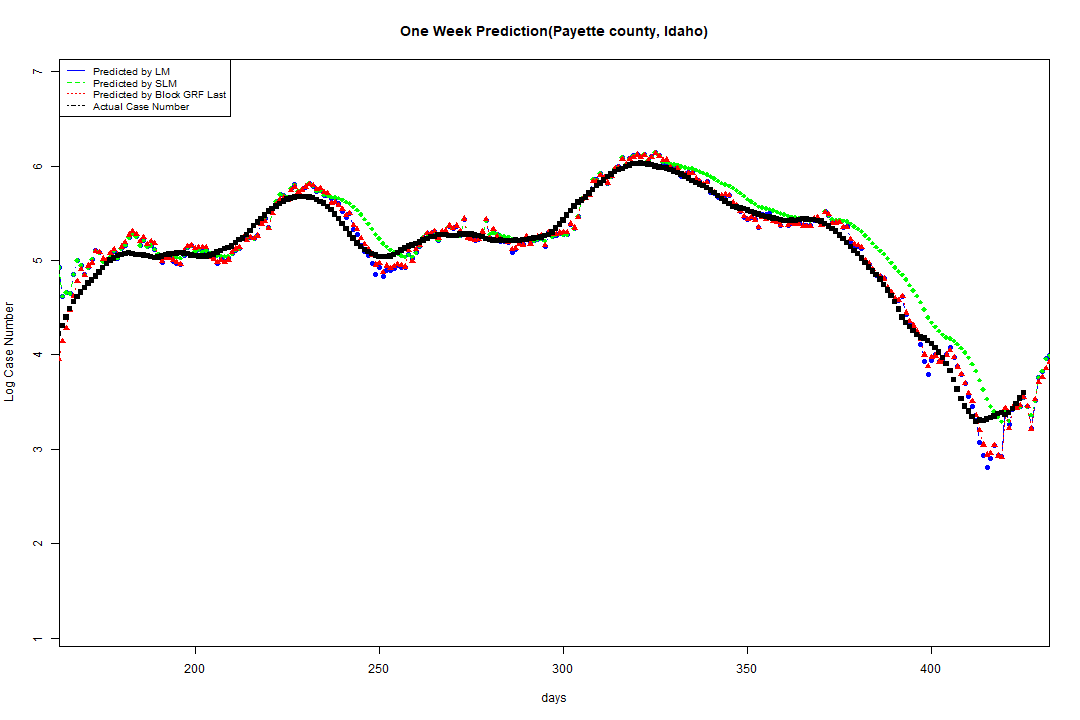 One Week Prediction(Payette county, Idaho)
Predicted by LM
Predicted by SLM
Predicted by Block GRF Last
Actual Case Number
7
6
5
4
3
2
1
Log Case Number
200 250 300 350 400
days